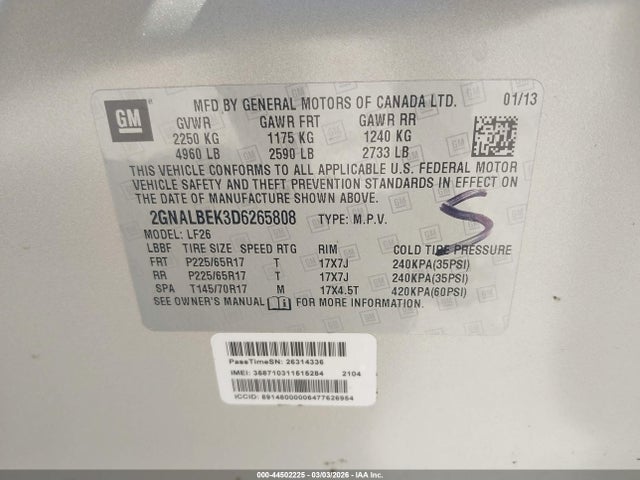 GM
MFD BY GENERAL MOTORS OF CANADA LTD. 01/13
GVWR GAWR FRT GAWR RR
2250 KG 1175 KG 1240 KG
4960 LB 2590 LB 2733 LB
THIS VEHICLE CONFORMS TO ALL APPLICABLE U.S. FEDERAL MOTOR
VEHICLE SAFETY AND THEFT PREVENTION STANDARDS IN EFFECT ON
THE DATE OF MANUFACTURE SHOWN ABOVE.
2GNALBEK3D6265808 TYPE: M.P.V.
MODEL: LF26
LBBF TIRE SIZE SPEED RTG RIM COLD TIRE PRESSURE
FRT P225/65R17 T 17X7J 240KPA(35PSI)
RR P225/65R17 T 17X7J 240KPA(35PSI)
SPA T145/70R17 M 17X4.5T 420KPA(60PSI)
SEE OWNER'S MANUAL FOR MORE INFORMATION.
S
PassTimeSN: 26314336
IMEI: 358710311515284 2104
ICCID: 89148000006477626954
000-44502225 - 03/03/2026 - IAA Inc.